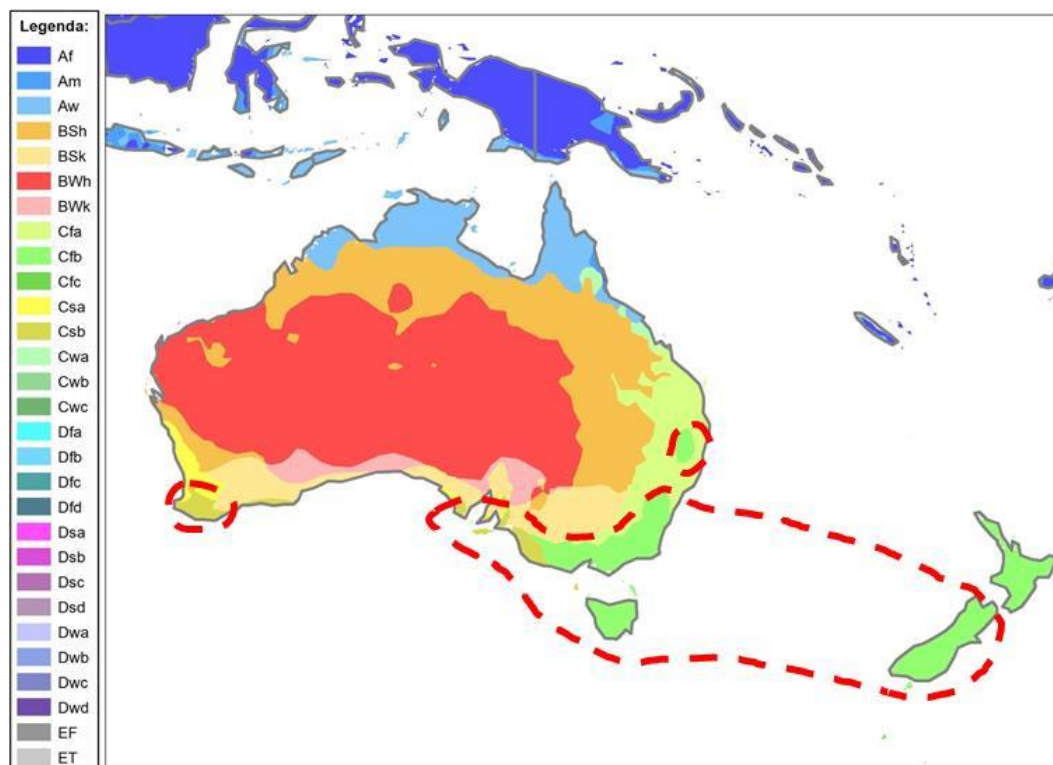 Legenda:
Af
Am
Aw
BSh
BSk
BWh
BWk
Cfa
Cfb
Cfc
Csa
Csb
Cwa
Cwb
Cwc
Dfa
Dfb
Dfc
Dfd
Dsa
Dsb
Dsc
Dsd
Dwa
Dwb
Dwc
Dwd
EF
ET